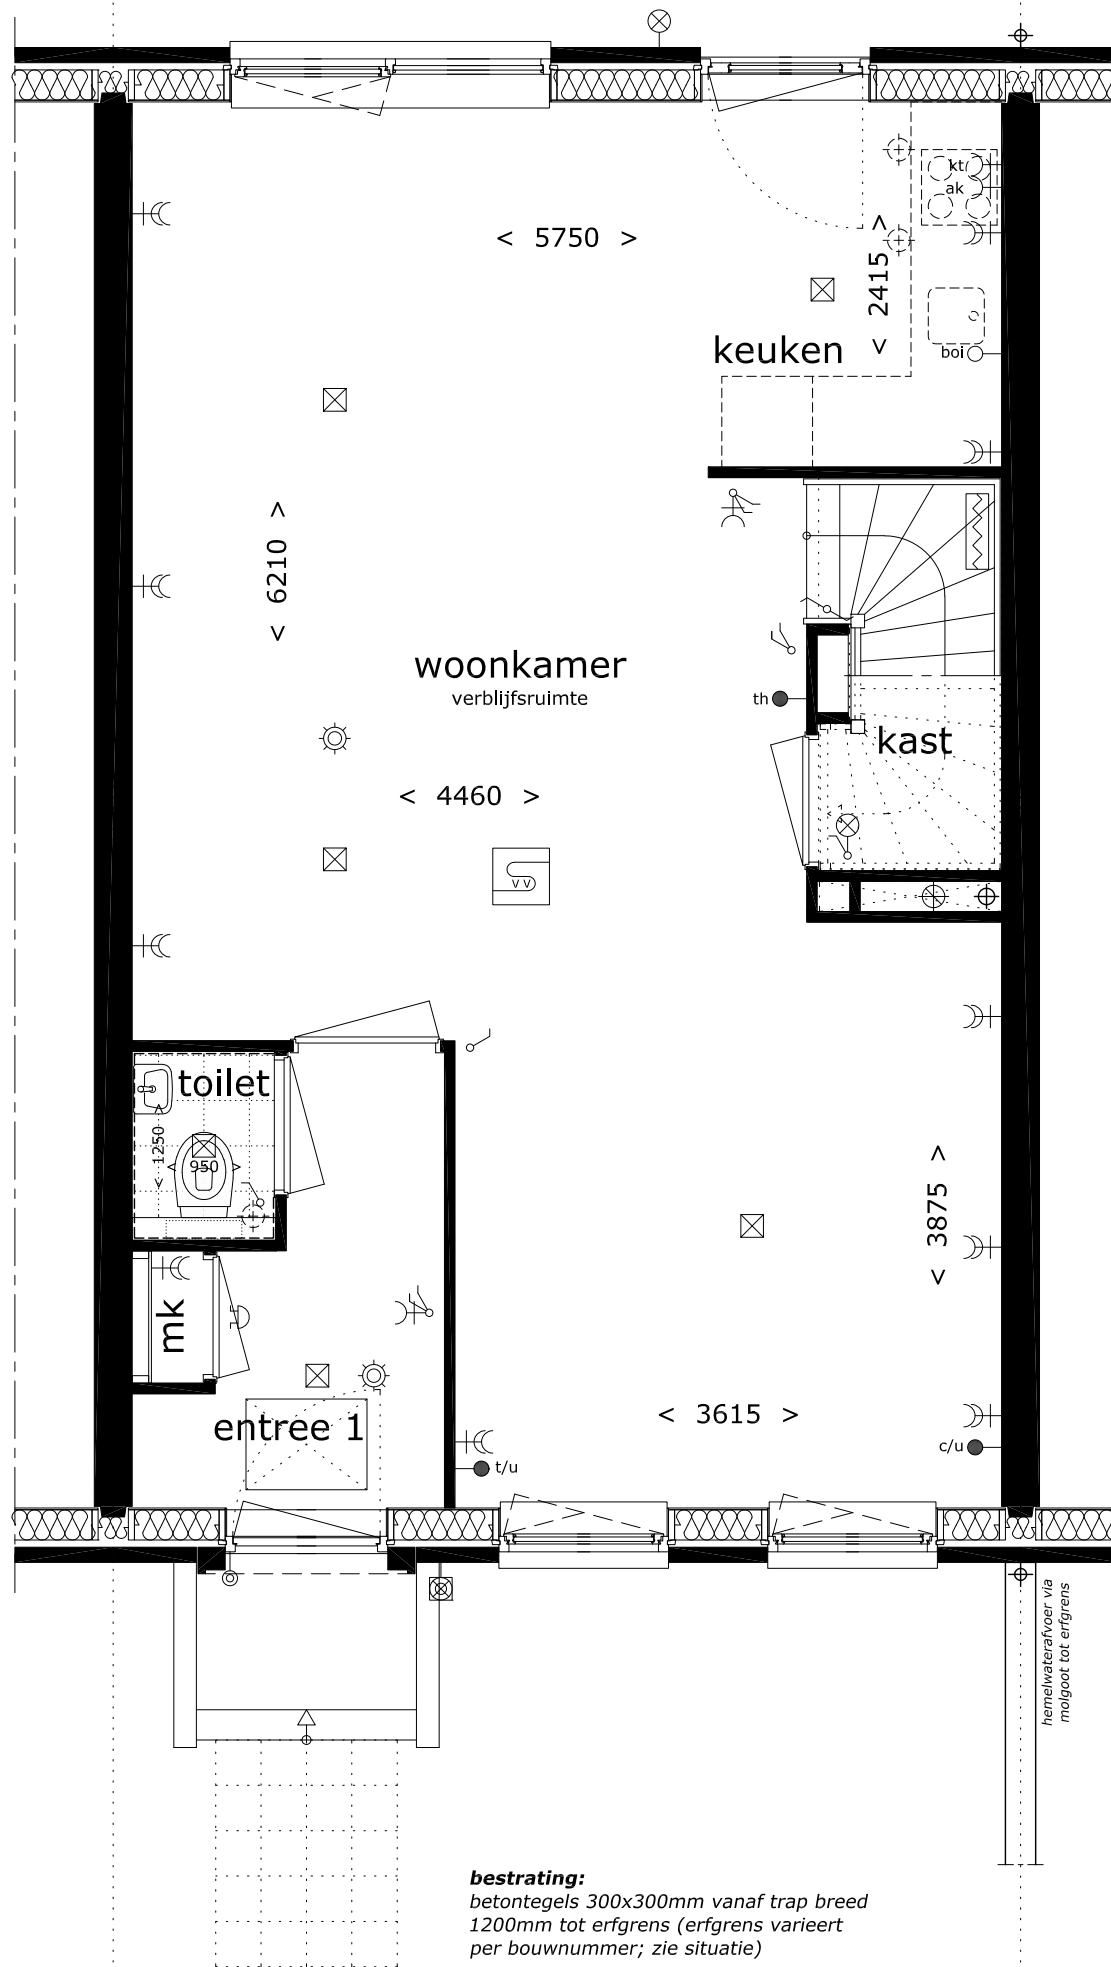 kt
ak
< 5750 >
< 2415 >
keuken
boi
< 6210 >
woonkamer
verblijfsruimte
th
kast
< 4460 >
vv
toilet
< 1250 >
< 950 >
< 3875 >
mk
entree 1
< 3615 >
c/u
t/u
hemelwaterafvoer via
molgoot tot erfgrens
bestrating:
betontegels 300x300mm vanaf trap breed
1200mm tot erfgrens (erfgrens varieert
per bouwnummer; zie situatie)